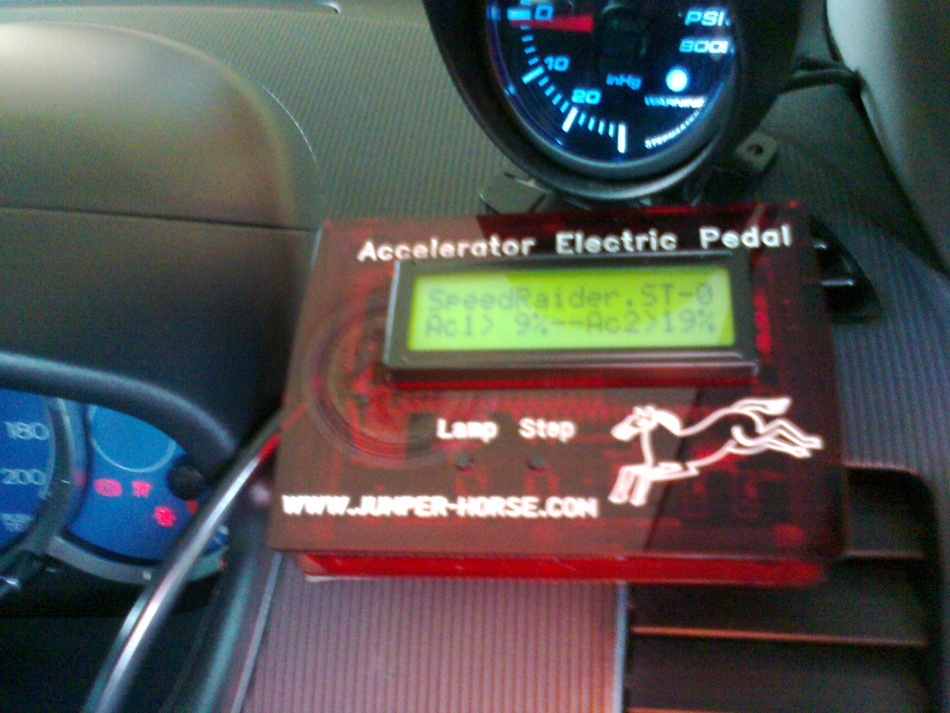 0
PSI
10
inHg
20
WARNING
Accelerator Electric Pedal
SpeedRaider.ST-0
Ac1> 9%--Ac2>19%
Lamp Step
WWW.JUMPER-HORSE.COM
180
200